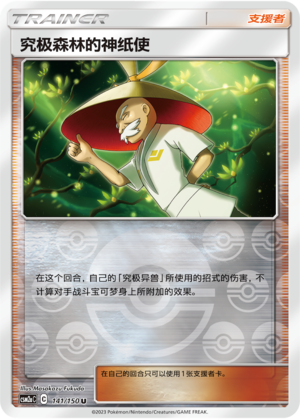 TRAINER
支援者
究极森林的神纸使
在这个回合,自己的「究极异兽」所使用的招式的伤害,不
计算对手战斗宝可梦身上所附加的效果。
Illus.Masakazu Fukuda
CSM2aC C 141/150 U
在自己的回合只可以使用1张支援者卡。
©2023 Pokémon/Nintendo/Creatures/GAME FREAK.